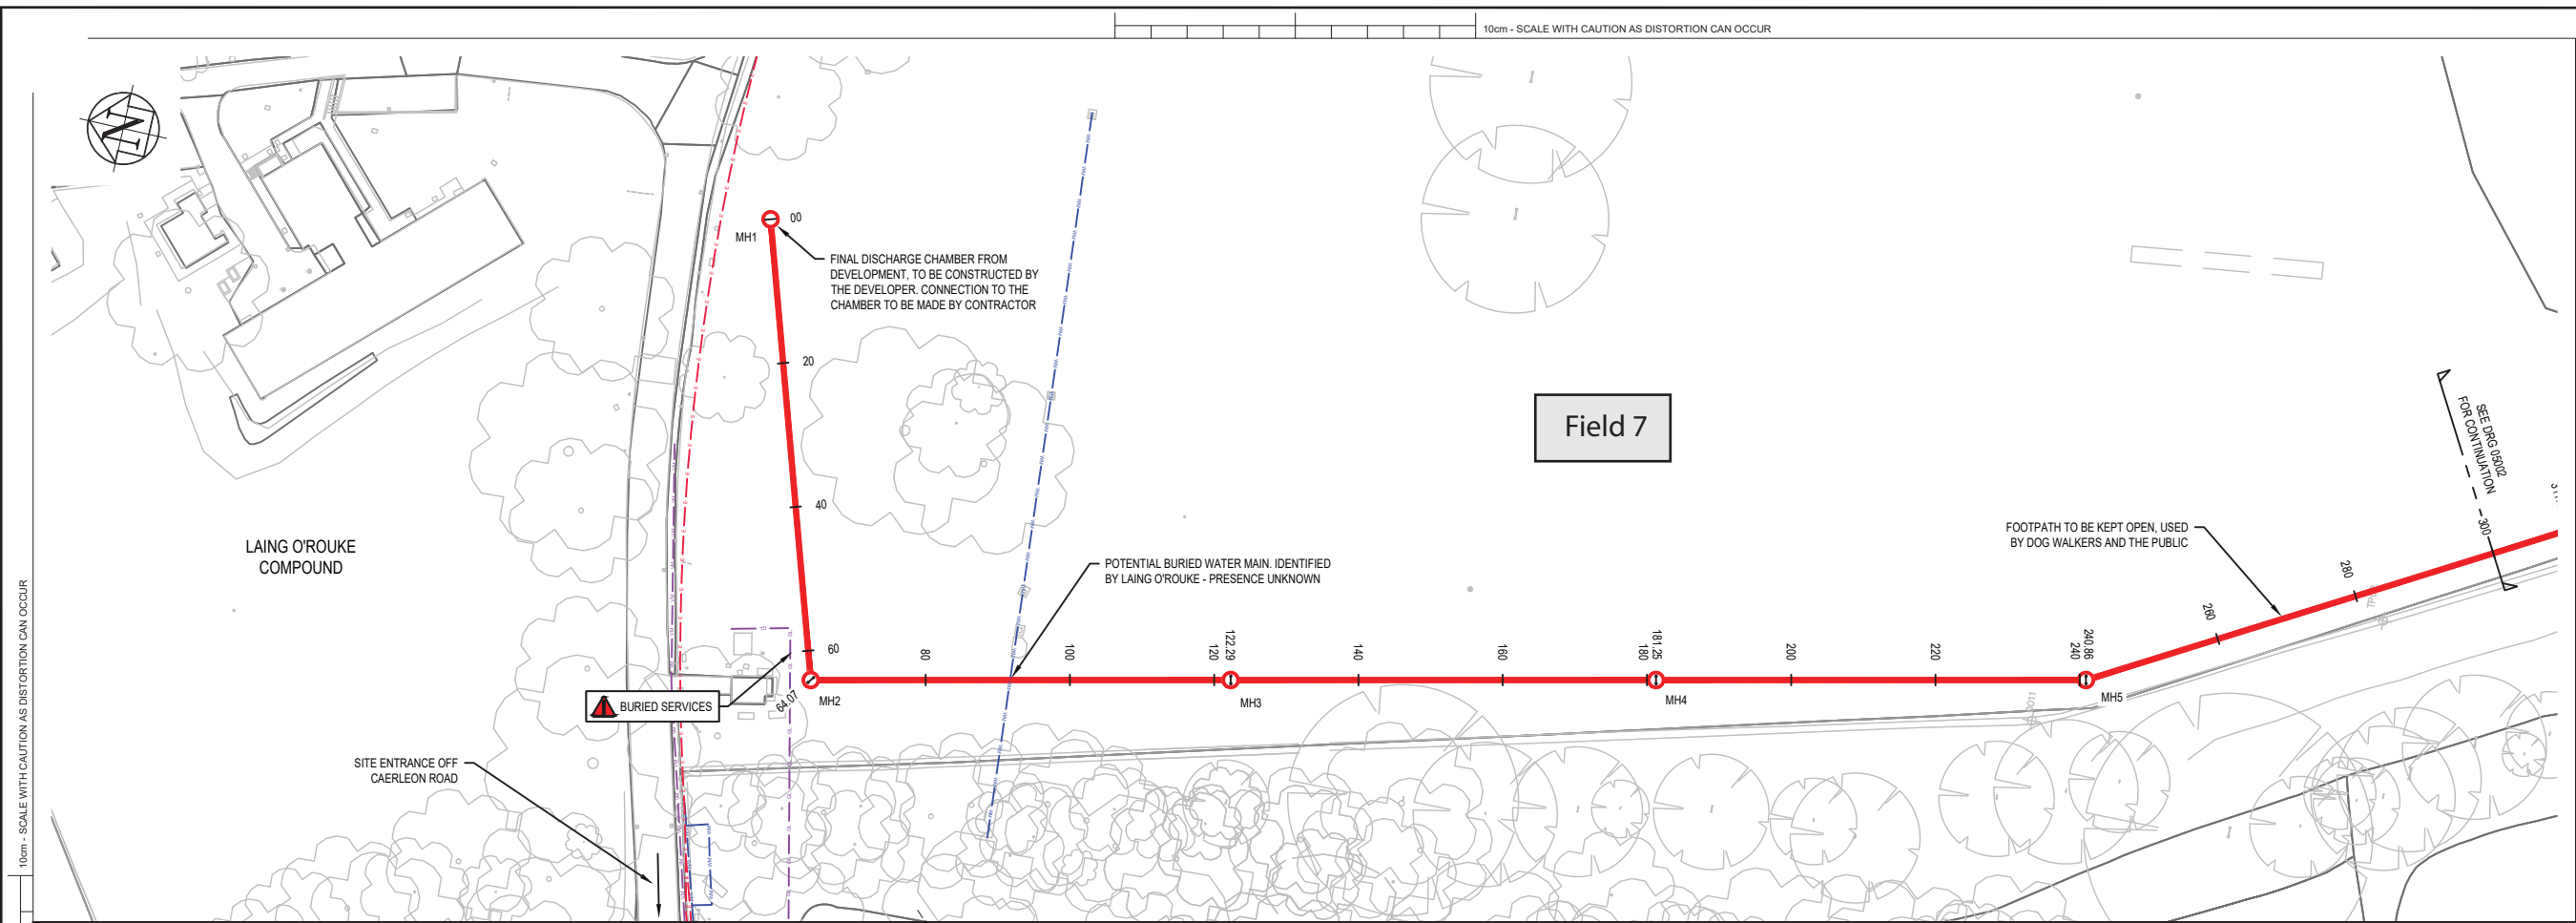 10cm - SCALE WITH CAUTION AS DISTORTION CAN OCCUR
N
00
MH1
FINAL DISCHARGE CHAMBER FROM
DEVELOPMENT, TO BE CONSTRUCTED BY
THE DEVELOPER. CONNECTION TO THE
CHAMBER TO BE MADE BY CONTRACTOR
20
Field 7
SEE DRG 05002
FOR CONTINUATION
300
40
LAING O'ROUKE
COMPOUND
FOOTPATH TO BE KEPT OPEN, USED
BY DOG WALKERS AND THE PUBLIC
POTENTIAL BURIED WATER MAIN. IDENTIFIED
BY LAING O'ROUKE - PRESENCE UNKNOWN
280
260
60
80
100
120
122.29
140
160
180
181.25
200
220
240
240.86
64.07
MH2
MH3
MH4
MH5
BURIED SERVICES
SITE ENTRANCE OFF
CAERLEON ROAD
10cm - SCALE WITH CAUTION AS DISTORTION CAN OCCUR